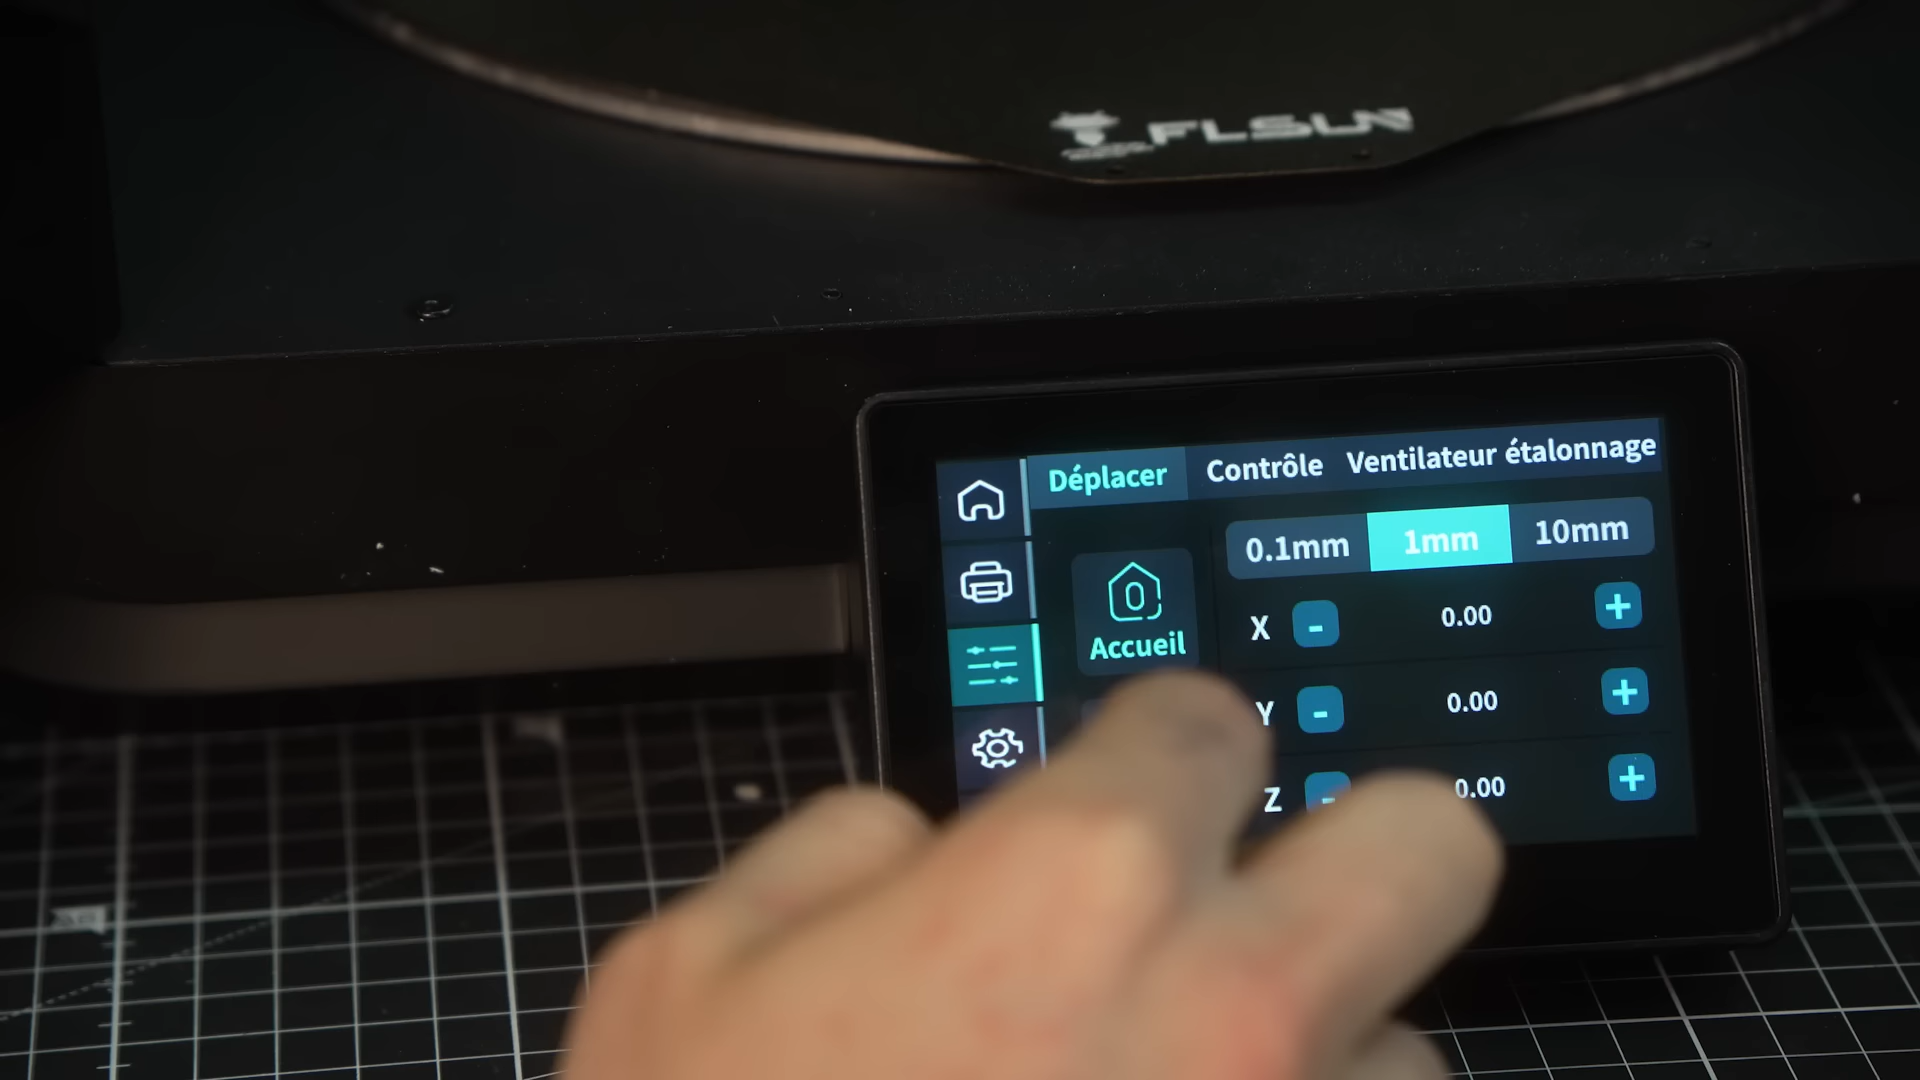 FLSUN
Déplacer Contrôle Ventilateur étalonnage
0.1mm 1mm 10mm
Accueil
X - 0.00 +
Y - 0.00 +
Z - 0.00 +